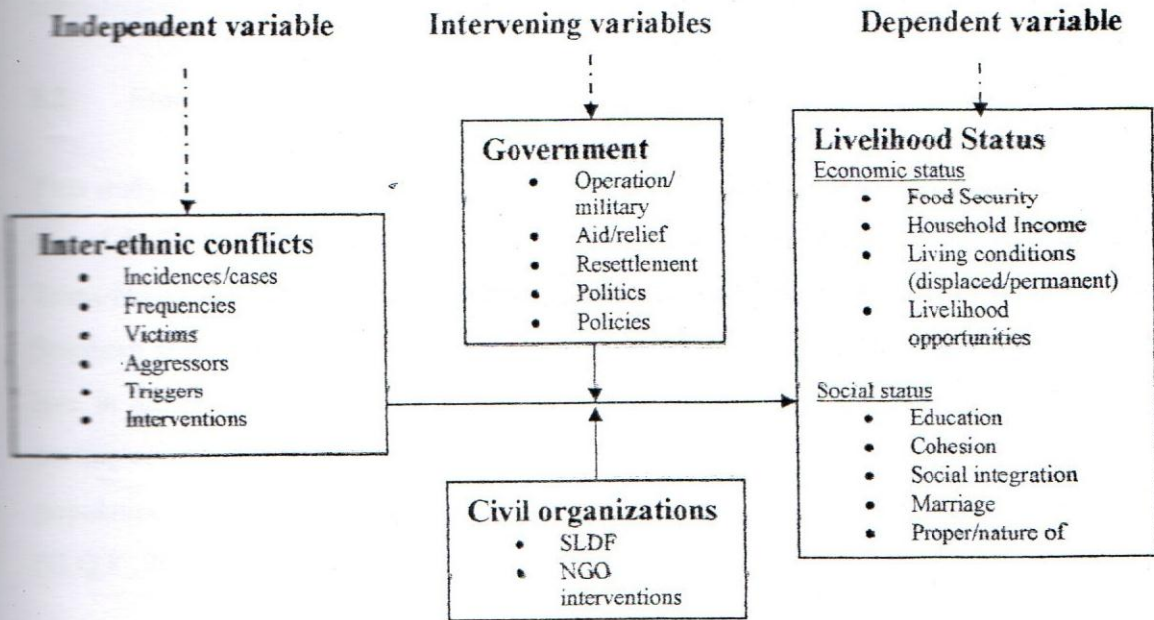 Independent variable
Intervening variables
Dependent variable
Inter-ethnic conflicts
• Incidences/cases
• Frequencies
• Victims
• Aggressors
• Triggers
• Interventions
Government
• Operation/
military
• Aid/relief
• Resettlement
• Politics
• Policies
Civil organizations
• SLDF
• NGO
interventions
Livelihood Status
Economic status
• Food Security
• Household Income
• Living conditions
(displaced/permanent)
• Livelihood
opportunities
Social status
• Education
• Cohesion
• Social integration
• Marriage
• Proper/nature of